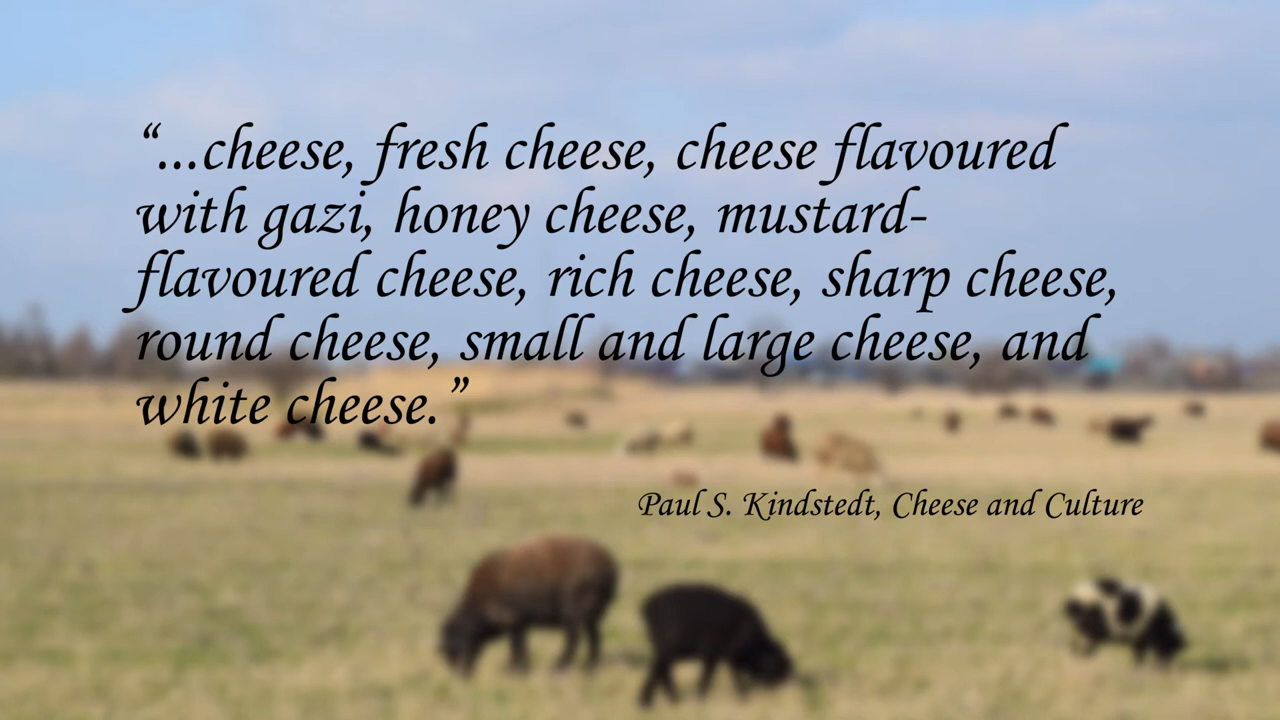 “...cheese, fresh cheese, cheese flavoured
with gazi, honey cheese, mustard-
flavoured cheese, rich cheese, sharp cheese,
round cheese, small and large cheese, and
white cheese.”
Paul S. Kindstedt, Cheese and Culture